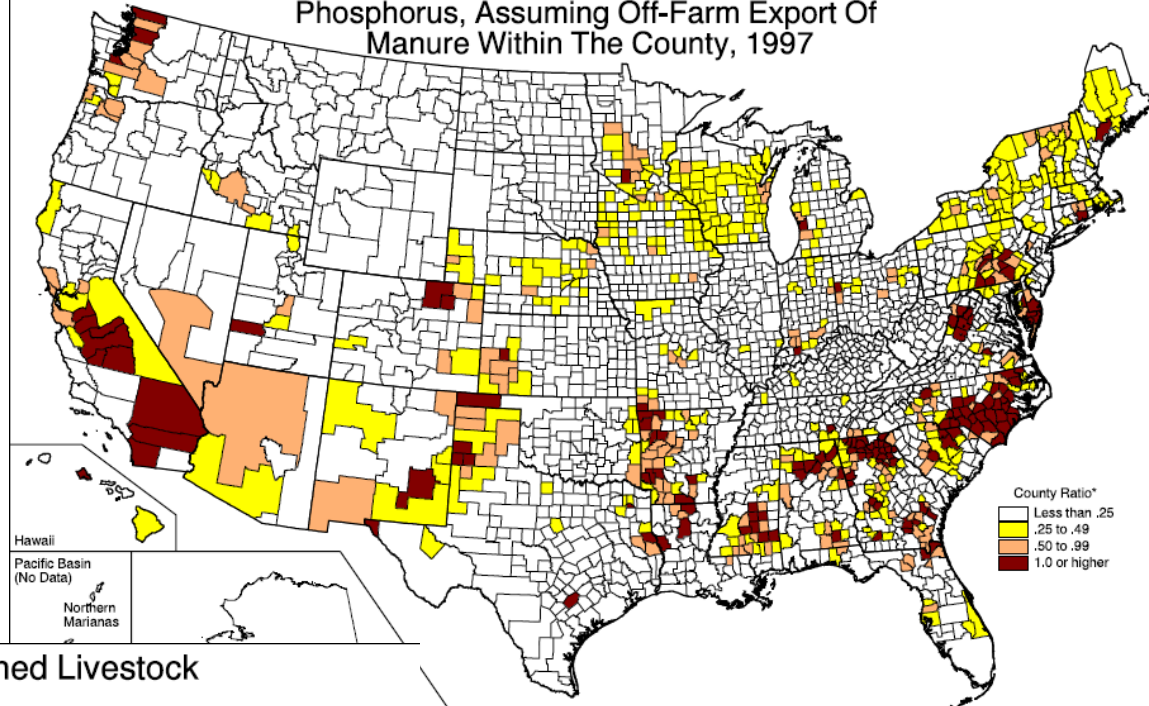 Phosphorus, Assuming Off-Farm Export Of
Manure Within The County, 1997
County Ratio*
Less than .25
.25 to .49
.50 to .99
1.0 or higher
Hawaii
Pacific Basin
(No Data)
Northern
Marianas
ned Livestock